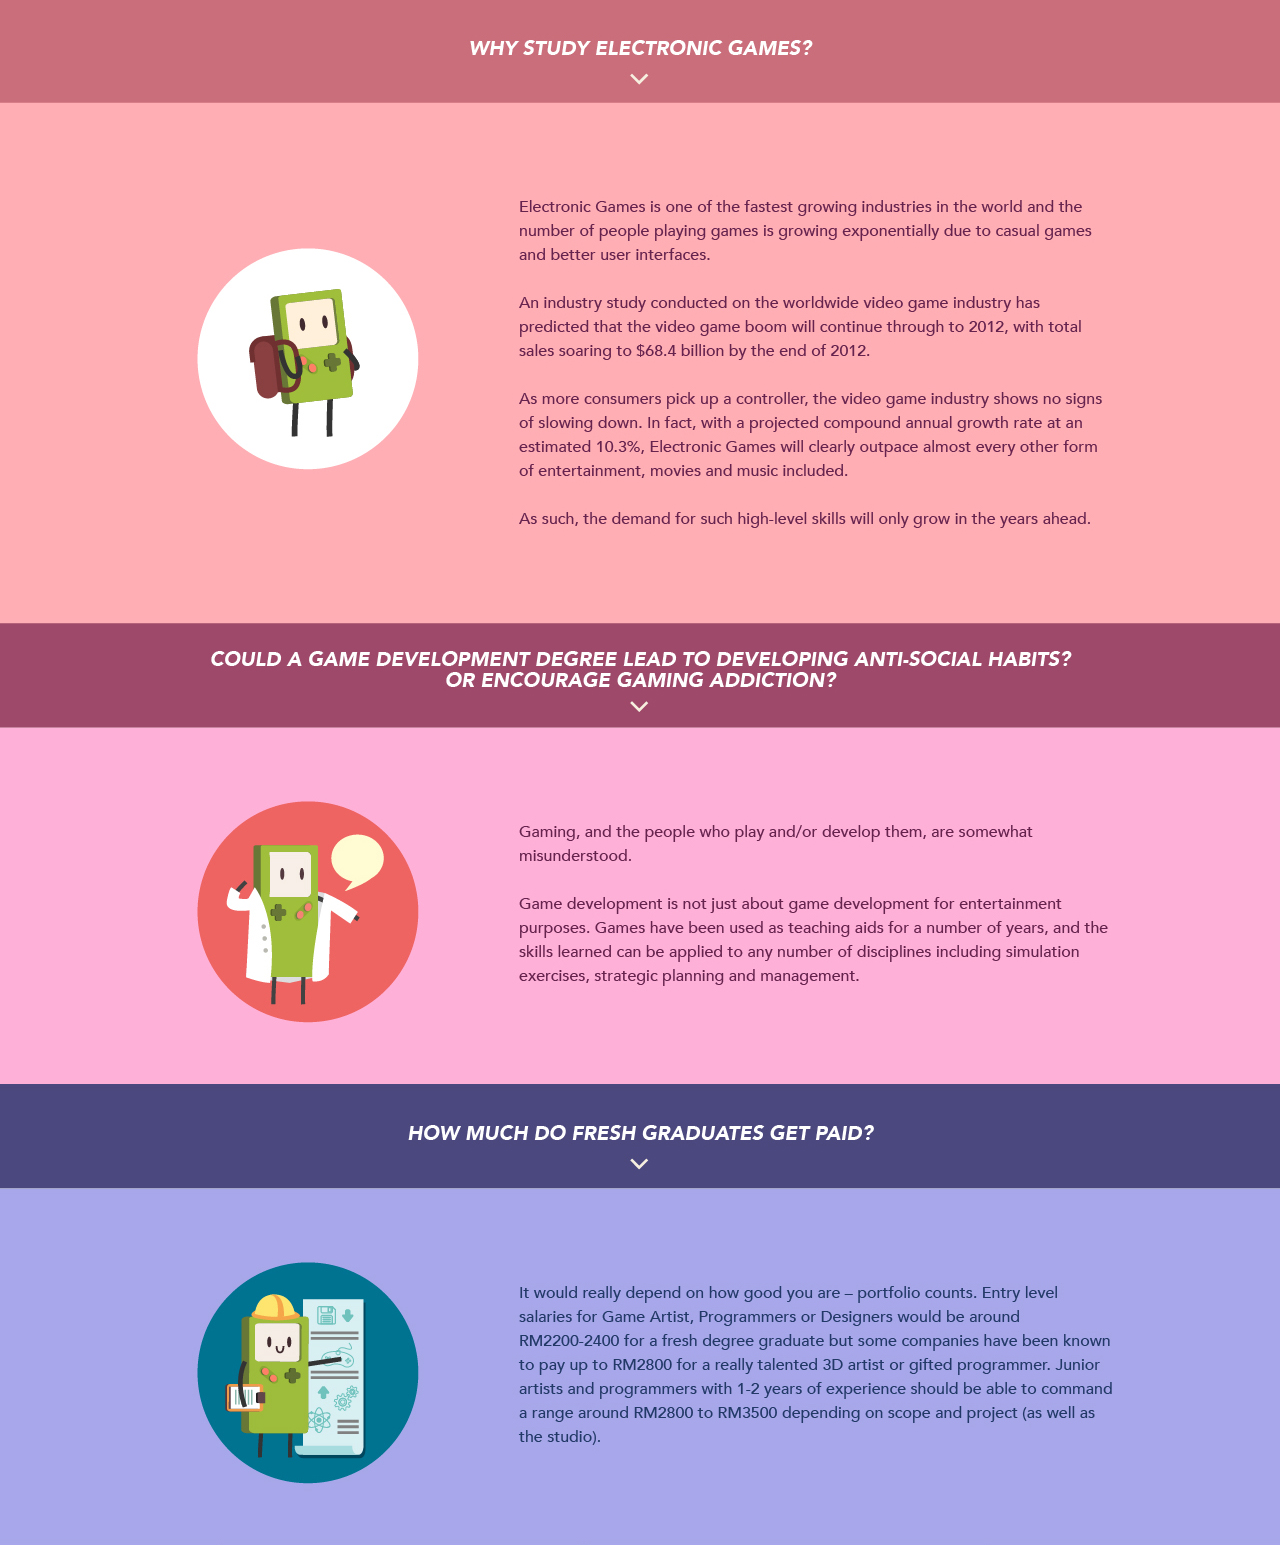 WHY STUDY ELECTRONIC GAMES?
Electronic Games is one of the fastest growing industries in the world and the
number of people playing games is growing exponentially due to casual games
and better user interfaces.
An industry study conducted on the worldwide video game industry has
predicted that the video game boom will continue through to 2012, with total
sales soaring to $68.4 billion by the end of 2012.
As more consumers pick up a controller, the video game industry shows no signs
of slowing down. In fact, with a projected compound annual growth rate at an
estimated 10.3%, Electronic Games will clearly outpace almost every other form
of entertainment, movies and music included.
As such, the demand for such high-level skills will only grow in the years ahead.
COULD A GAME DEVELOPMENT DEGREE LEAD TO DEVELOPING ANTI-SOCIAL HABITS?
OR ENCOURAGE GAMING ADDICTION?
Gaming, and the people who play and/or develop them, are somewhat
misunderstood.
Game development is not just about game development for entertainment
purposes. Games have been used as teaching aids for a number of years, and the
skills learned can be applied to any number of disciplines including simulation
exercises, strategic planning and management.
HOW MUCH DO FRESH GRADUATES GET PAID?
It would really depend on how good you are – portfolio counts. Entry level
salaries for Game Artist, Programmers or Designers would be around
RM2200-2400 for a fresh degree graduate but some companies have been known
to pay up to RM2800 for a really talented 3D artist or gifted programmer. Junior
artists and programmers with 1-2 years of experience should be able to command
a range around RM2800 to RM3500 depending on scope and project (as well as
the studio).